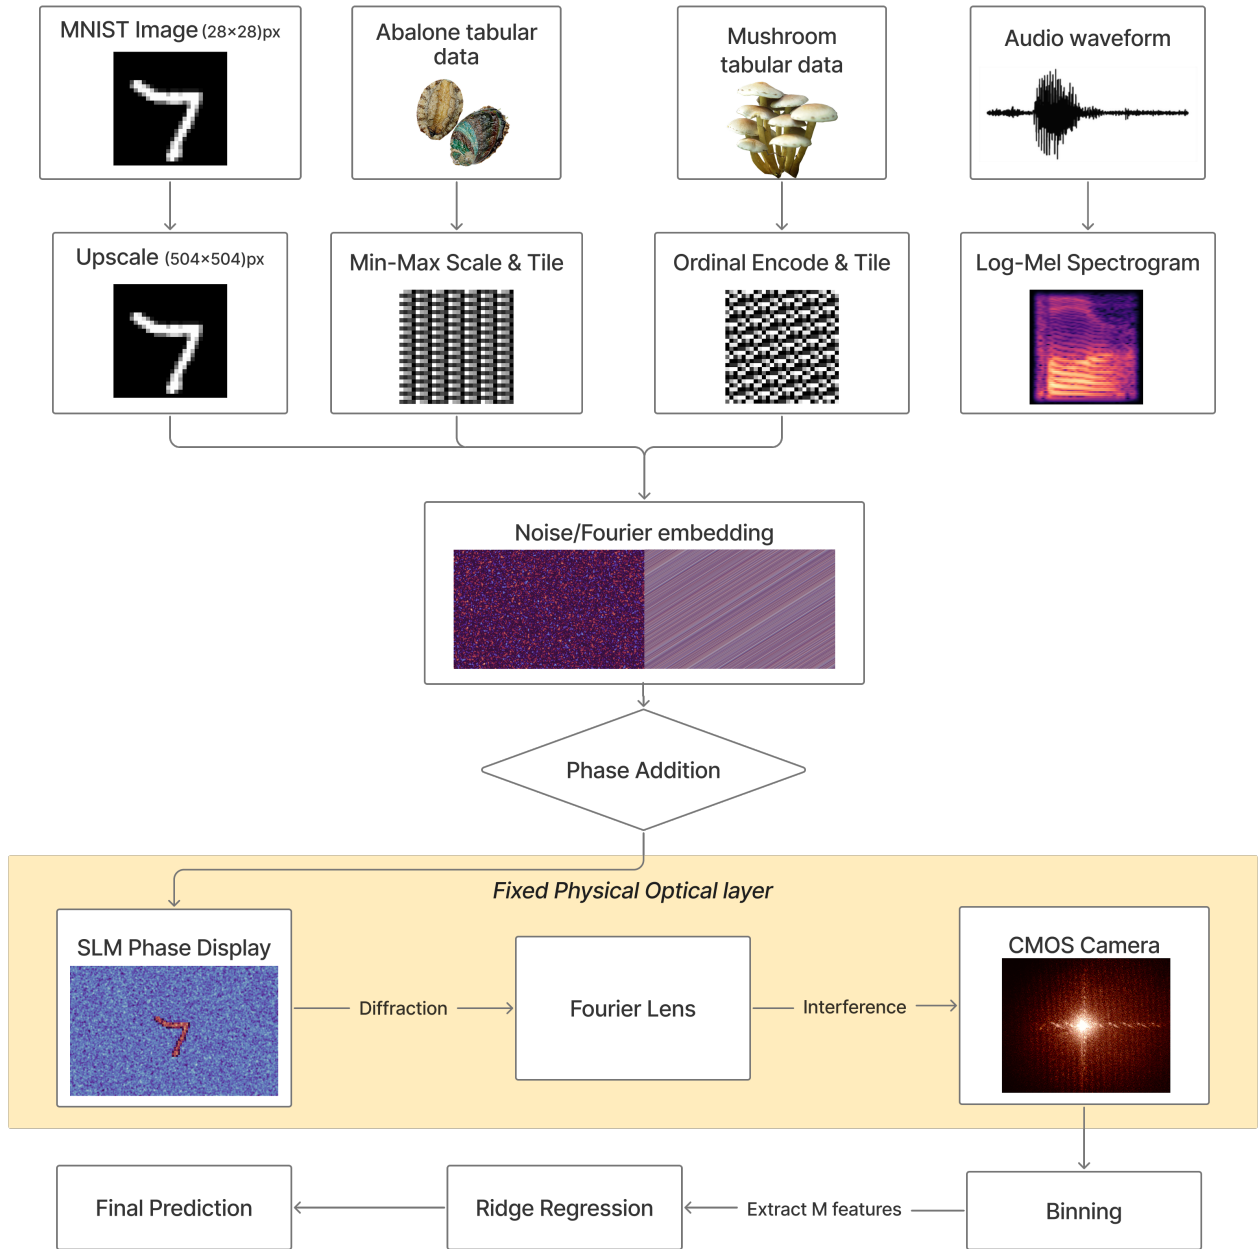 MNIST Image (28×28)px
Abalone tabular
data
Mushroom
tabular data
Audio waveform
Upscale (504×504)px
Min-Max Scale & Tile
Ordinal Encode & Tile
Log-Mel Spectrogram
Noise/Fourier embedding
Phase Addition
Fixed Physical Optical layer
SLM Phase Display
Diffraction
Fourier Lens
Interference
CMOS Camera
Final Prediction
Ridge Regression
Extract M features
Binning